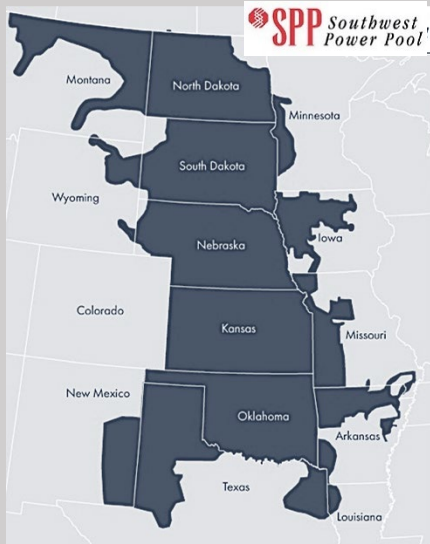 SPP Southwest
Power Pool
Montana
North Dakota
Minnesota
South Dakota
Wyoming
Nebraska
Iowa
Colorado
Kansas
Missouri
New Mexico
Oklahoma
Arkansas
Texas
Louisiana